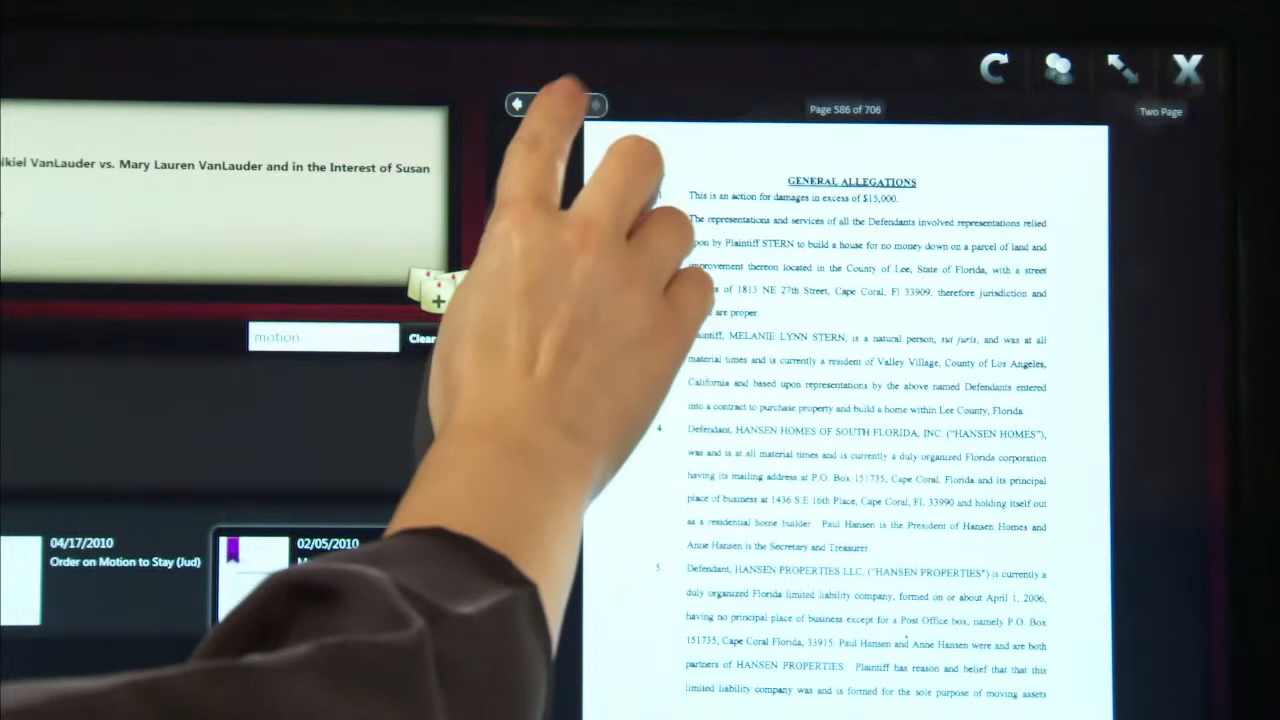 Page 586 of 706
Two Page
lkiel VanLauder vs. Mary Lauren VanLauder and in the Interest of Susan
motion
Clear
04/17/2010
Order on Motion to Stay (Jud)
02/05/2010
GENERAL ALLEGATIONS
This is an action for damages in excess of $15,000.
The representations and services of all the Defendants involved representations relied
upon by Plaintiff STERN to build a house for no money down on a parcel of land and
improvement thereon located in the County of Lee, State of Florida, with a street
of 1813 NE 27th Street, Cape Coral, Fl 33909, therefore jurisdiction and
are proper.
MELANIE LYNN STERN, is a natural person, sui juris, and was at all
material times and is currently a resident of Valley Village, County of Los Angeles,
California and based upon representations by the above named Defendants entered
into a contract to purchase property and build a home within Lee County, Florida.
4 Defendant, HANSEN HOMES OF SOUTH FLORIDA, INC. ("HANSEN HOMES"),
was and is at all material times and is currently a duly organized Florida corporation
having its mailing address at P.O. Box 151735, Cape Coral, Florida and its principal
place of business at 1436 S.E 16th Place, Cape Coral, FL 33990 and holding itself out
as a residential home builder. Paul Hansen is the President of Hansen Homes and
Anne Hansen is the Secretary and Treasurer.
5. Defendant, HANSEN PROPERTIES LLC, ("HANSEN PROPERTIES") is currently a
duly organized Florida limited liability company, formed on or about April 1, 2006,
having no principal place of business except for a Post Office box, namely P.O. Box
151735, Cape Coral Florida, 33915. Paul Hansen and Anne Hansen were and are both
partners of HANSEN PROPERTIES. Plaintiff has reason and belief that that this
limited liability company was and is formed for the sole purpose of moving assets